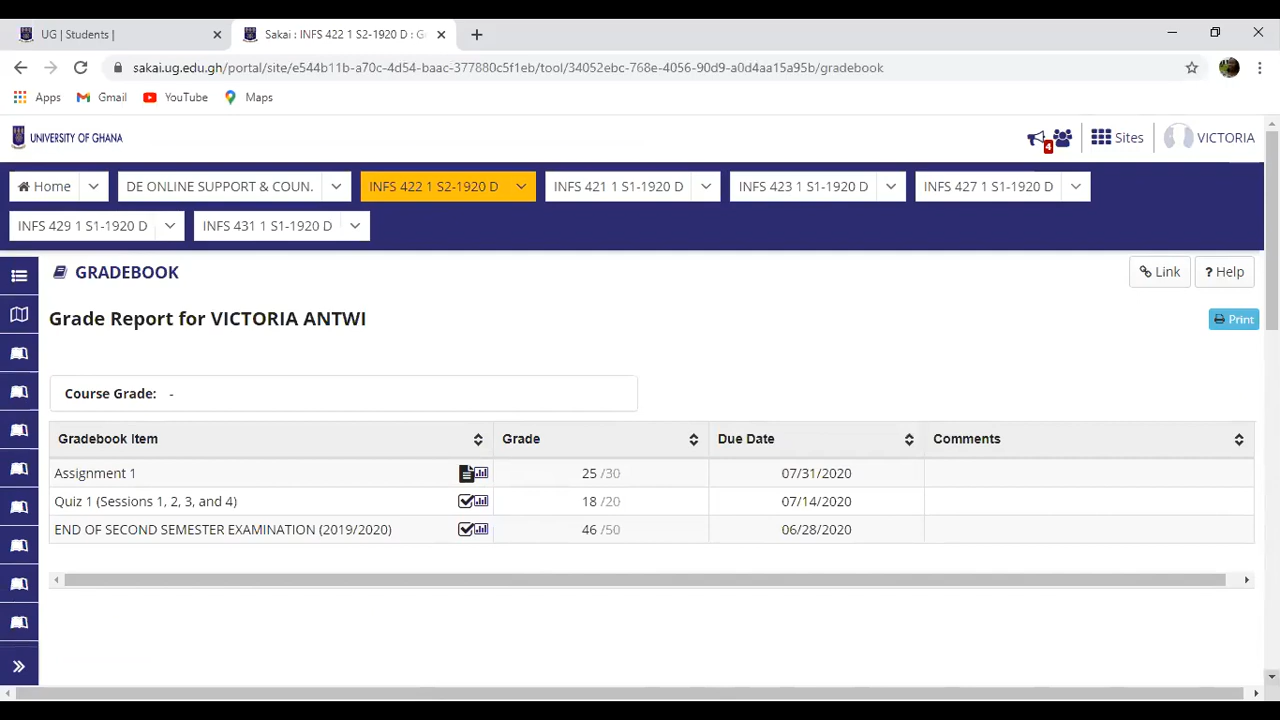 UG | Students |
Sakai : INFS 422 1 S2-1920 D : G
sakai.ug.edu.gh/portal/site/e544b11b-a70c-4d54-baac-377880c5f1eb/tool/34052ebc-768e-4056-90d9-a0d4aa15a95b/gradebook
Apps Gmail YouTube Maps
UNIVERSITY OF GHANA 4 Sites VICTORIA
Home DE ONLINE SUPPORT & COUN. INFS 422 1 S2-1920 D INFS 421 1 S1-1920 D INFS 423 1 S1-1920 D INFS 427 1 S1-1920 D
INFS 429 1 S1-1920 D INFS 431 1 S1-1920 D
GRADEBOOK Link ? Help
Grade Report for VICTORIA ANTWI Print
Course Grade: -
Gradebook Item Grade Due Date Comments
Assignment 1 25 /30 07/31/2020
Quiz 1 (Sessions 1, 2, 3, and 4) 18 /20 07/14/2020
END OF SECOND SEMESTER EXAMINATION (2019/2020) 46 /50 06/28/2020